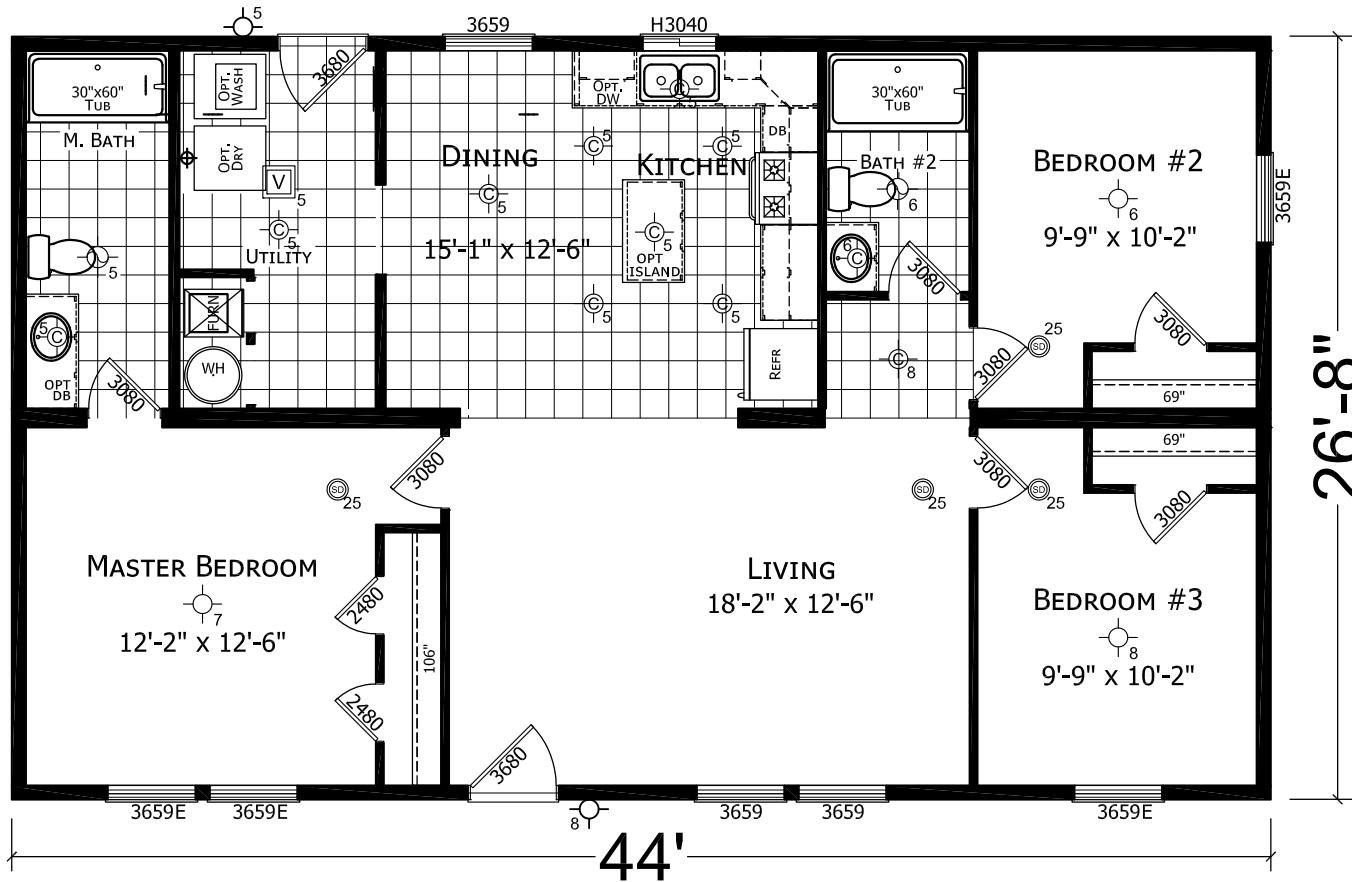 5
3659
H3040
3680
30"x60"
TUB
M. BATH
OPT.
WASH
OPT.
DRY
V
5
C
5
UTILITY
DINING
C
5
15'-1" x 12'-6"
OPT.
DW
C
5
C
5
KITCHEN
C
5
OPT
ISLAND
C
5
C
5
DB
REFR
30"x60"
TUB
BATH #2
6
6
C
3080
C
8
BEDROOM #2
6
9'-9" x 10'-2"
3659E
3080
69"
SD
25
3080
5
5
C
OPT
DB
3080
FURN
WH
26'-8"
SD
25
3080
MASTER BEDROOM
7
12'-2" x 12'-6"
2480
2480
106"
LIVING
18'-2" x 12'-6"
SD
25
3080
SD
25
69"
3080
BEDROOM #3
8
9'-9" x 10'-2"
3680
3659E
3659E
8
3659
3659
3659E
44'